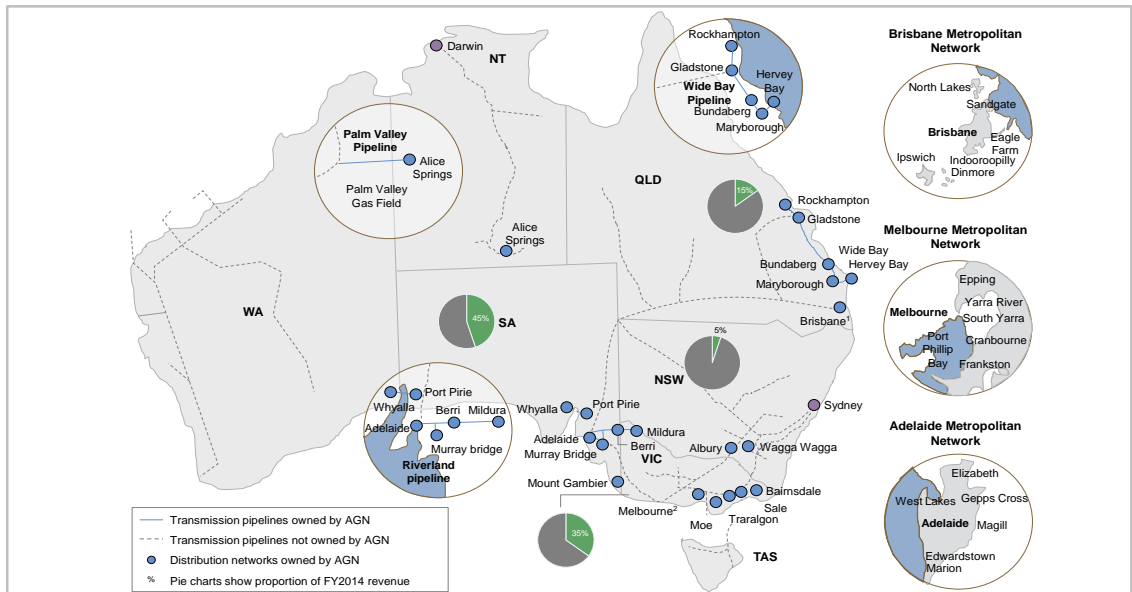 Darwin
NT
Palm Valley
Pipeline
Alice
Springs
Palm Valley
Gas Field
Rockhampton
Gladstone
Wide Bay
Pipeline
Hervey
Bay
Bundaberg
Maryborough
Brisbane Metropolitan
Network
North Lakes
Sandgate
Brisbane
Eagle
Farm
Ipswich
Indooroopilly
Dinmore
QLD
15%
Rockhampton
Gladstone
Alice
Springs
Wide Bay
Bundaberg
Hervey Bay
Maryborough
Brisbane¹
Melbourne Metropolitan
Network
Epping
Yarra River
Melbourne
South Yarra
Port
Phillip
Bay
Cranbourne
Frankston
WA
45%
SA
5%
NSW
Sydney
Port Pirie
Whyalla
Berri
Mildura
Adelaide
Murray bridge
Riverland
pipeline
Whyalla
Port Pirie
Adelaide
Mildura
Murray Bridge
Berri
VIC
Albury
Wagga Wagga
Mount Gambier
Melbourne²
Moe
Traralgon
Sale
Bairnsdale
35%
TAS
Adelaide Metropolitan
Network
Elizabeth
West Lakes
Gepps Cross
Adelaide
Magill
Edwardstown
Marion
Transmission pipelines owned by AGN
Transmission pipelines not owned by AGN
Distribution networks owned by AGN
% Pie charts show proportion of FY2014 revenue